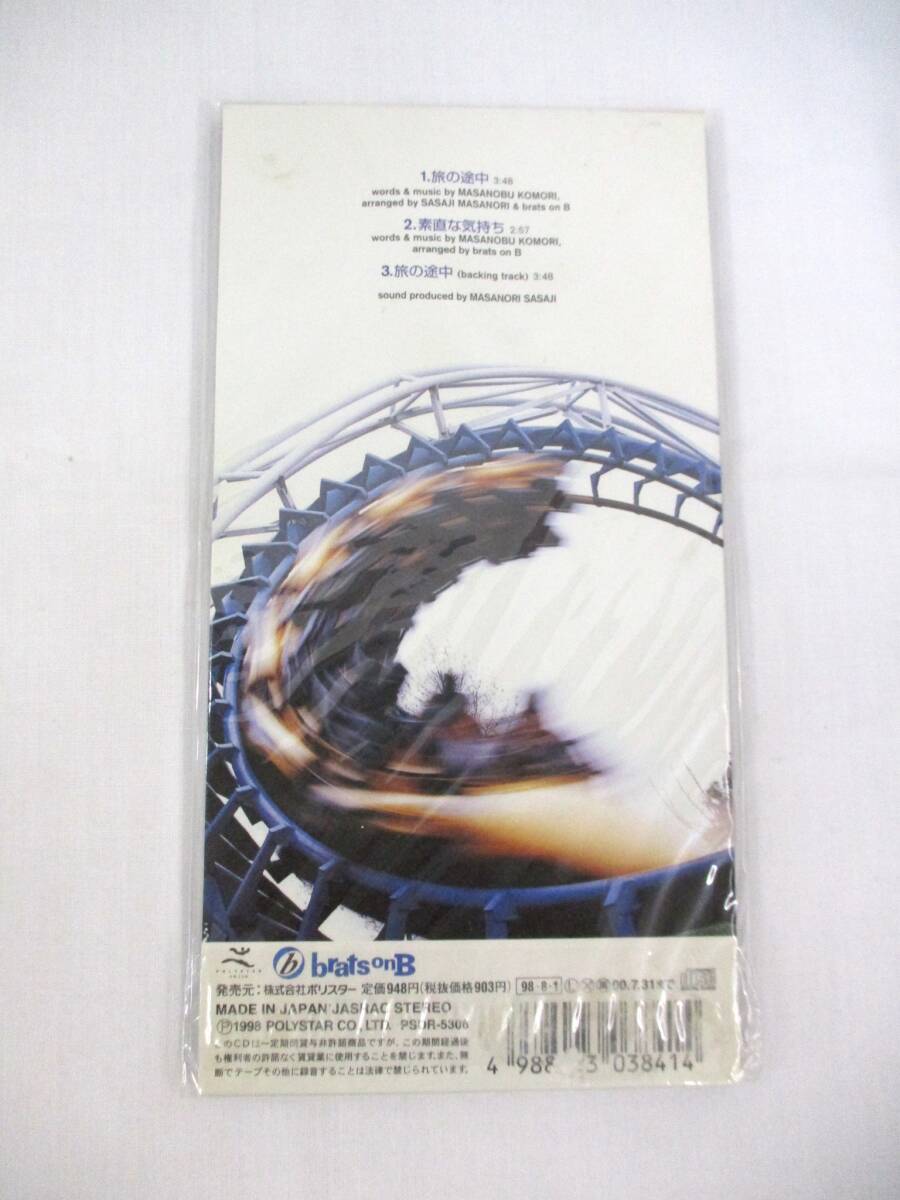 1.旅の途中 3:48
words & music by MASANOBU KOMORI,
arranged by SASAJI MASANORI & brats on B
2.素直な気持ち 2:57
words & music by MASANOBU KOMORI,
arranged by brats on B
3.旅の途中 (backing track) 3:48
sound produced by MASANORI SASAJI
POLYSTAR
b brats on B
発売元：株式会社ポリスター 定価948円(税抜価格903円) 98・8・1 00.7.31まで
MADE IN JAPAN JASRAC STEREO
Ⓟ1998 POLYSTAR CO., LTD. PSDR-5306
このCDは一定期間貸与非許諾商品ですが、この期間経過後
も権利者の許諾なく賃貸業に使用することを禁じます。また、無
断でテープその他に録音することは法律で禁じられています。
4 988 3 038414